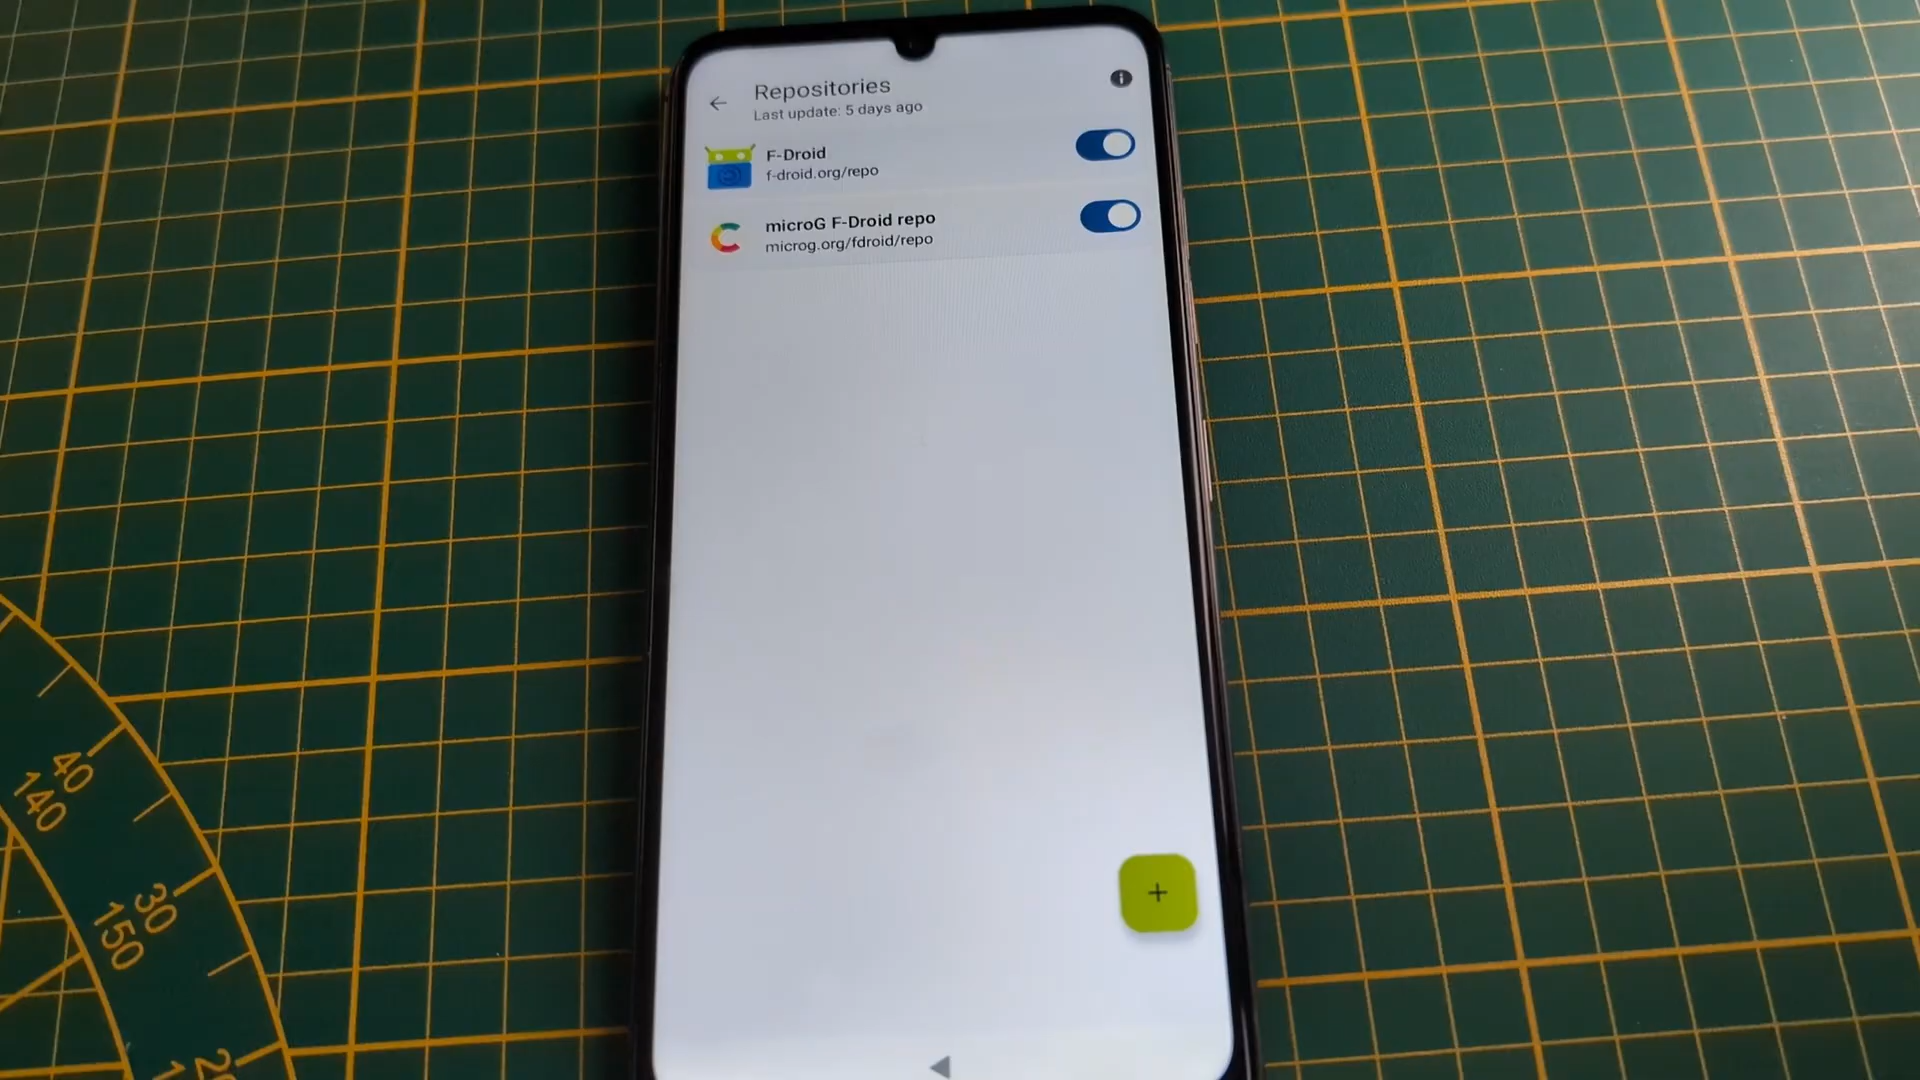 Repositories
Last update: 5 days ago
F-Droid
f-droid.org/repo
microG F-Droid repo
microg.org/fdroid/repo
40
140
30
150